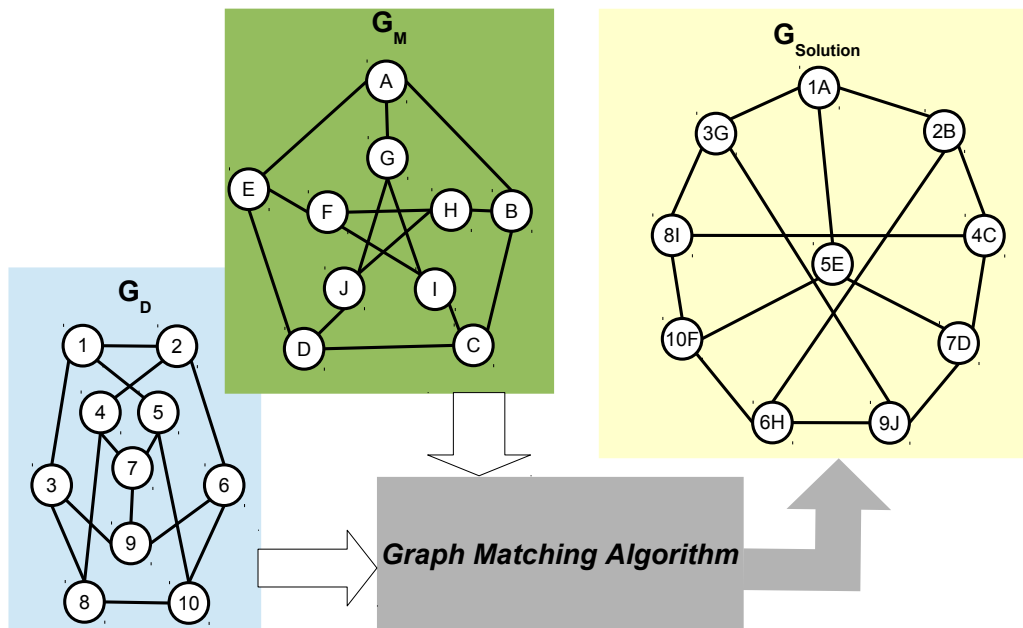 G_M
A
G
E
F
H
B
J
I
D
C
G_Solution
1A
3G
2B
8I
4C
5E
10F
7D
6H
9J
G_D
1
2
4
5
7
3
6
9
8
10
Graph Matching Algorithm